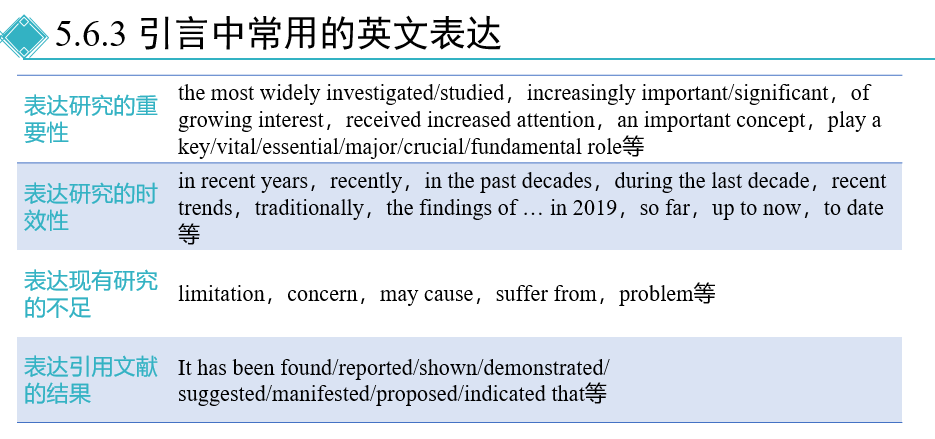 5.6.3 引言中常用的英文表达
表达研究的重
要性
the most widely investigated/studied，increasingly important/significant，of
growing interest，received increased attention，an important concept，play a
key/vital/essential/major/crucial/fundamental role等
表达研究的时
效性
in recent years，recently，in the past decades，during the last decade，recent
trends，traditionally，the findings of … in 2019，so far，up to now，to date
等
表达现有研究
的不足
limitation，concern，may cause，suffer from，problem等
表达引用文献
的结果
It has been found/reported/shown/demonstrated/
suggested/manifested/proposed/indicated that等